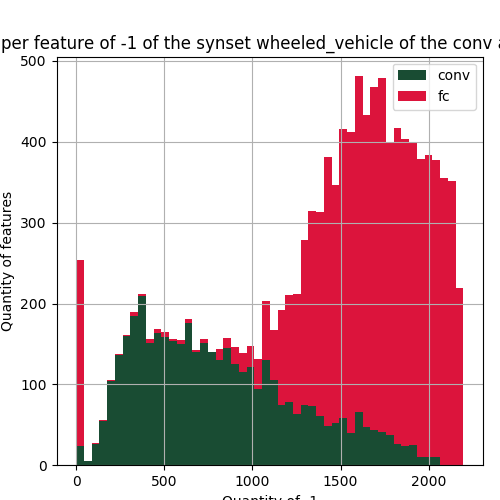 per feature of -1 of the synset wheeled_vehicle of the conv a
500
400
300
200
100
0
Quantity of features
conv
fc
0
500
1000
1500
2000
Quantity of -1